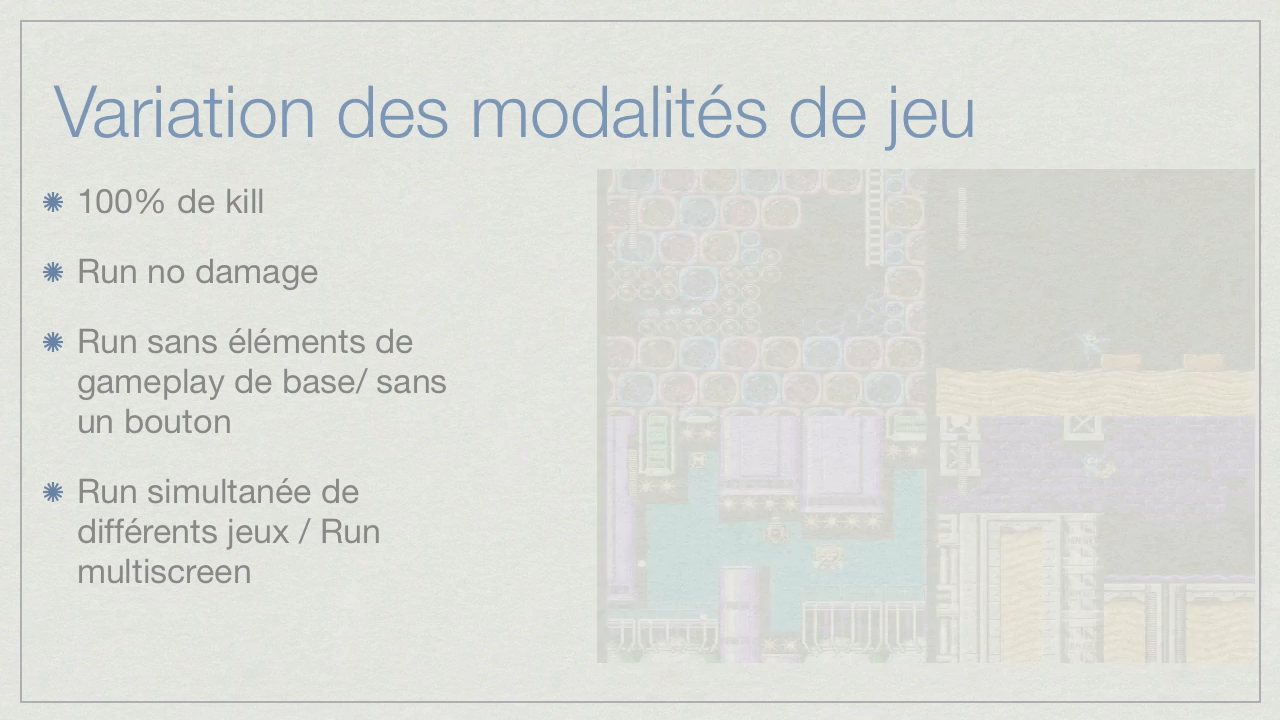 Variation des modalités de jeu
100% de kill
Run no damage
Run sans éléments de
gameplay de base/ sans
un bouton
Run simultanée de
différents jeux / Run
multiscreen